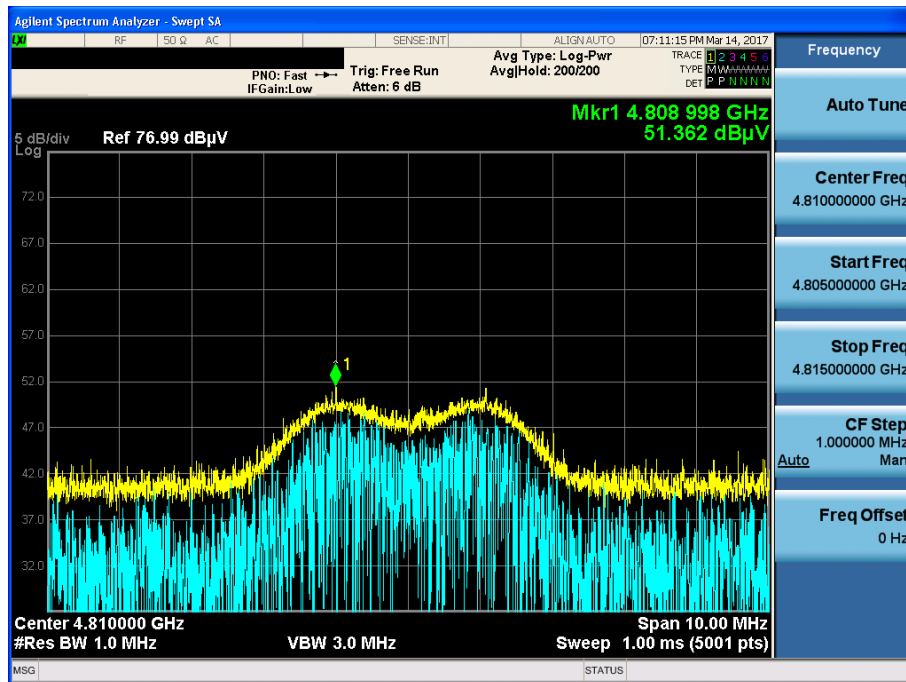 Agilent Spectrum Analyzer - Swept SA
LXI RF 50 Ω AC SENSE:INT ALIGN AUTO 07:11:15 PM Mar 14, 2017
Frequency
PNO: Fast
IFGain:Low
Trig: Free Run
Atten: 6 dB
Avg Type: Log-Pwr
Avg|Hold: 200/200
TRACE 1 2 3 4 5 6
TYPE M W W W W W
DET P P N N N N
Auto Tune
Mkr1 4.808 998 GHz
51.362 dBµV
5 dB/div Ref 76.99 dBµV
Log
72.0
67.0
62.0
57.0
52.0
47.0
42.0
37.0
32.0
1
Center Freq
4.810000000 GHz
Start Freq
4.805000000 GHz
Stop Freq
4.815000000 GHz
CF Step
1.000000 MHz
Auto Man
Freq Offset
0 Hz
Center 4.810000 GHz Span 10.00 MHz
#Res BW 1.0 MHz VBW 3.0 MHz Sweep 1.00 ms (5001 pts)
MSG STATUS